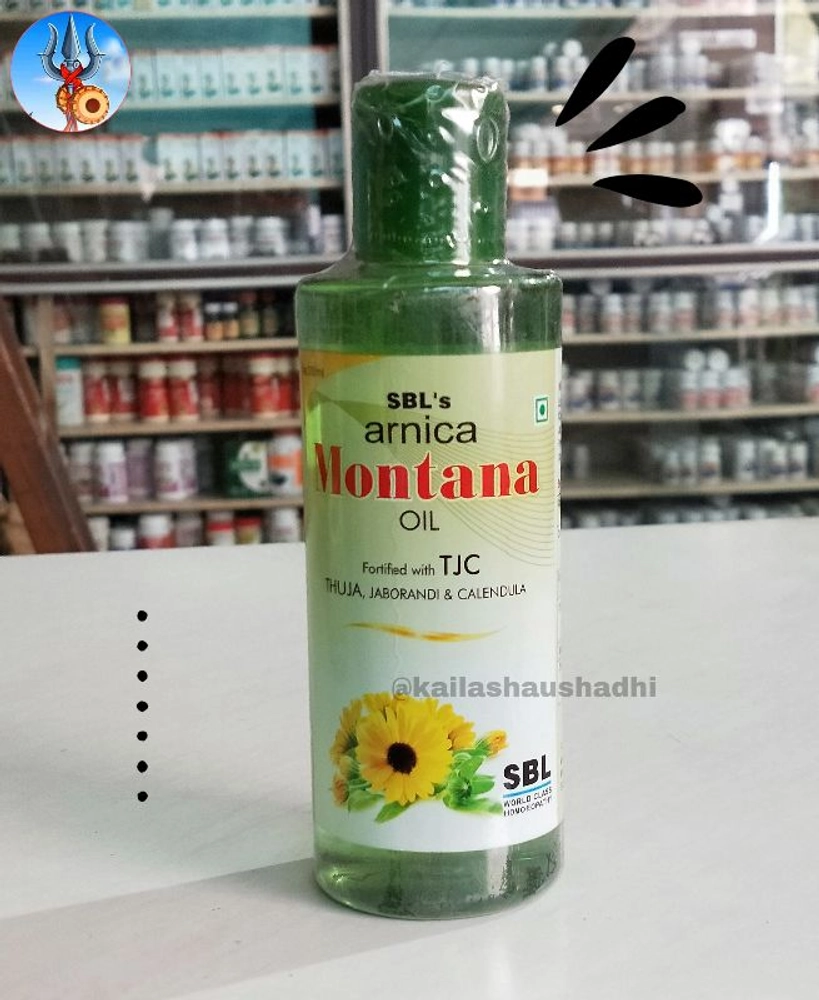 SBL's
arnica
Montana
OIL
Fortified with TJC
THUJA, JABORANDI & CALENDULA
@kailashaushadhi
SBL
WORLD CLASS
HOMOEOPATHY